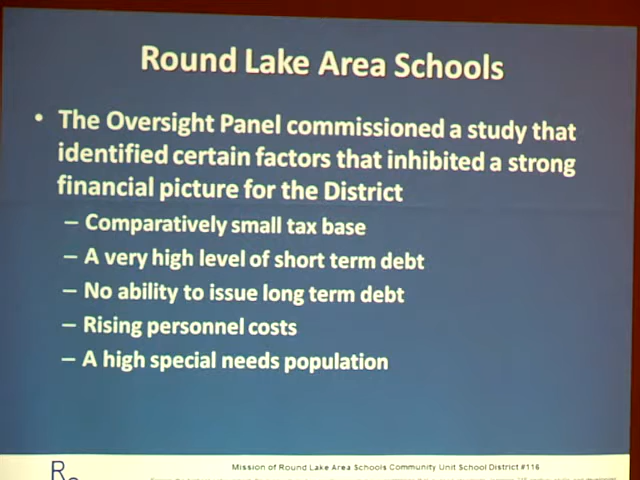 Round Lake Area Schools
• The Oversight Panel commissioned a study that
identified certain factors that inhibited a strong
financial picture for the District
– Comparatively small tax base
– A very high level of short term debt
– No ability to issue long term debt
– Rising personnel costs
– A high special needs population
Mission of Round Lake Area Schools Community Unit School District #116
R